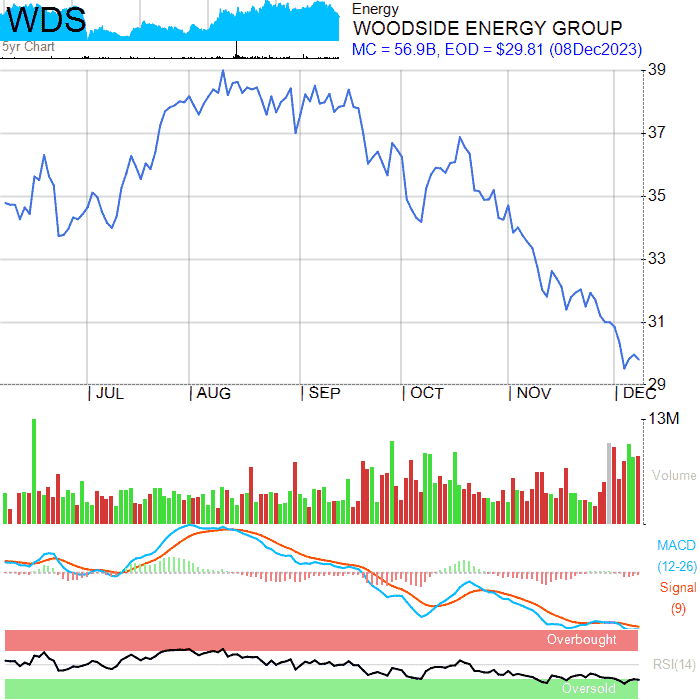 WDS
5yr Chart
Energy
WOODSIDE ENERGY GROUP
MC = 56.9B, EOD = $29.81 (08Dec2023)
39
37
35
33
31
29
JUL AUG SEP OCT NOV DEC
13M
Volume
MACD
(12-26)
Signal
(9)
Overbought
RSI(14)
Oversold